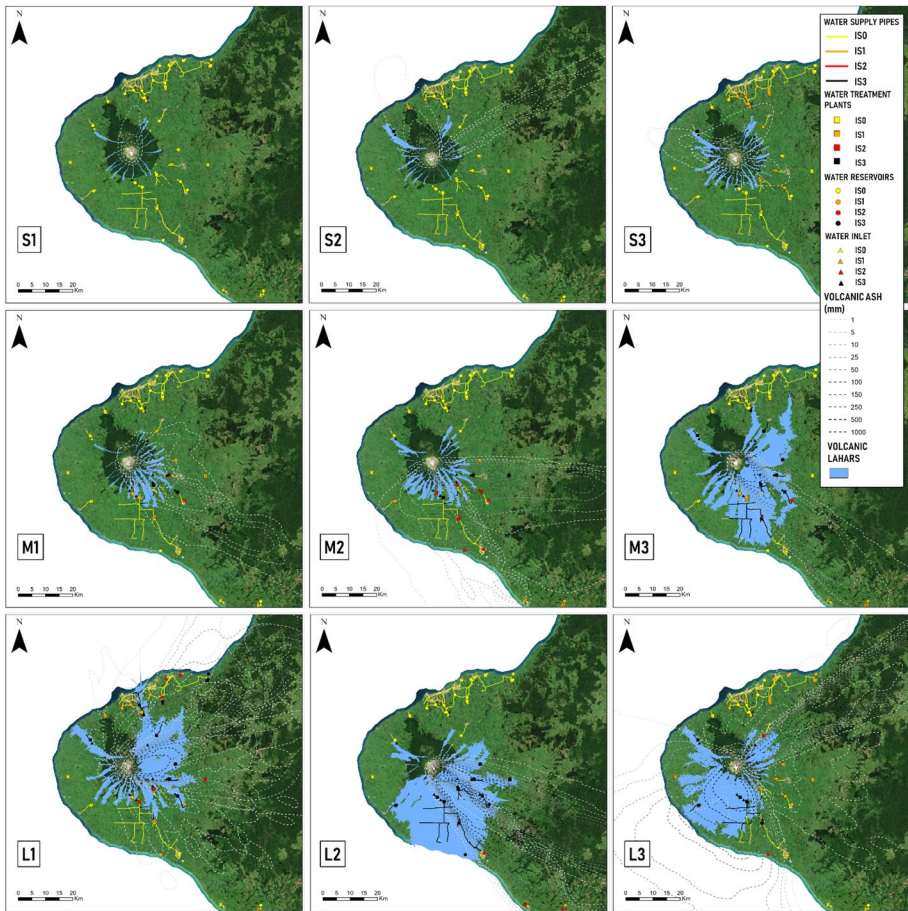 N
N
N
S1
S2
S3
0 5 10 15 20
Km
0 5 10 15 20
Km
0 5 10 15 20
Km
WATER SUPPLY PIPES
IS0
IS1
IS2
IS3
WATER TREATMENT
PLANTS
IS0
IS1
IS2
IS3
WATER RESERVOIRS
IS0
IS1
IS2
IS3
WATER INLET
IS0
IS1
IS2
IS3
VOLCANIC ASH
(mm)
1
5
10
25
50
100
150
250
500
1000
VOLCANIC
LAHARS
N
N
N
M1
M2
M3
0 5 10 15 20
Km
0 5 10 15 20
Km
0 5 10 15 20
Km
N
N
N
L1
L2
L3
0 5 10 15 20
Km
0 5 10 15 20
Km
0 5 10 15 20
Km